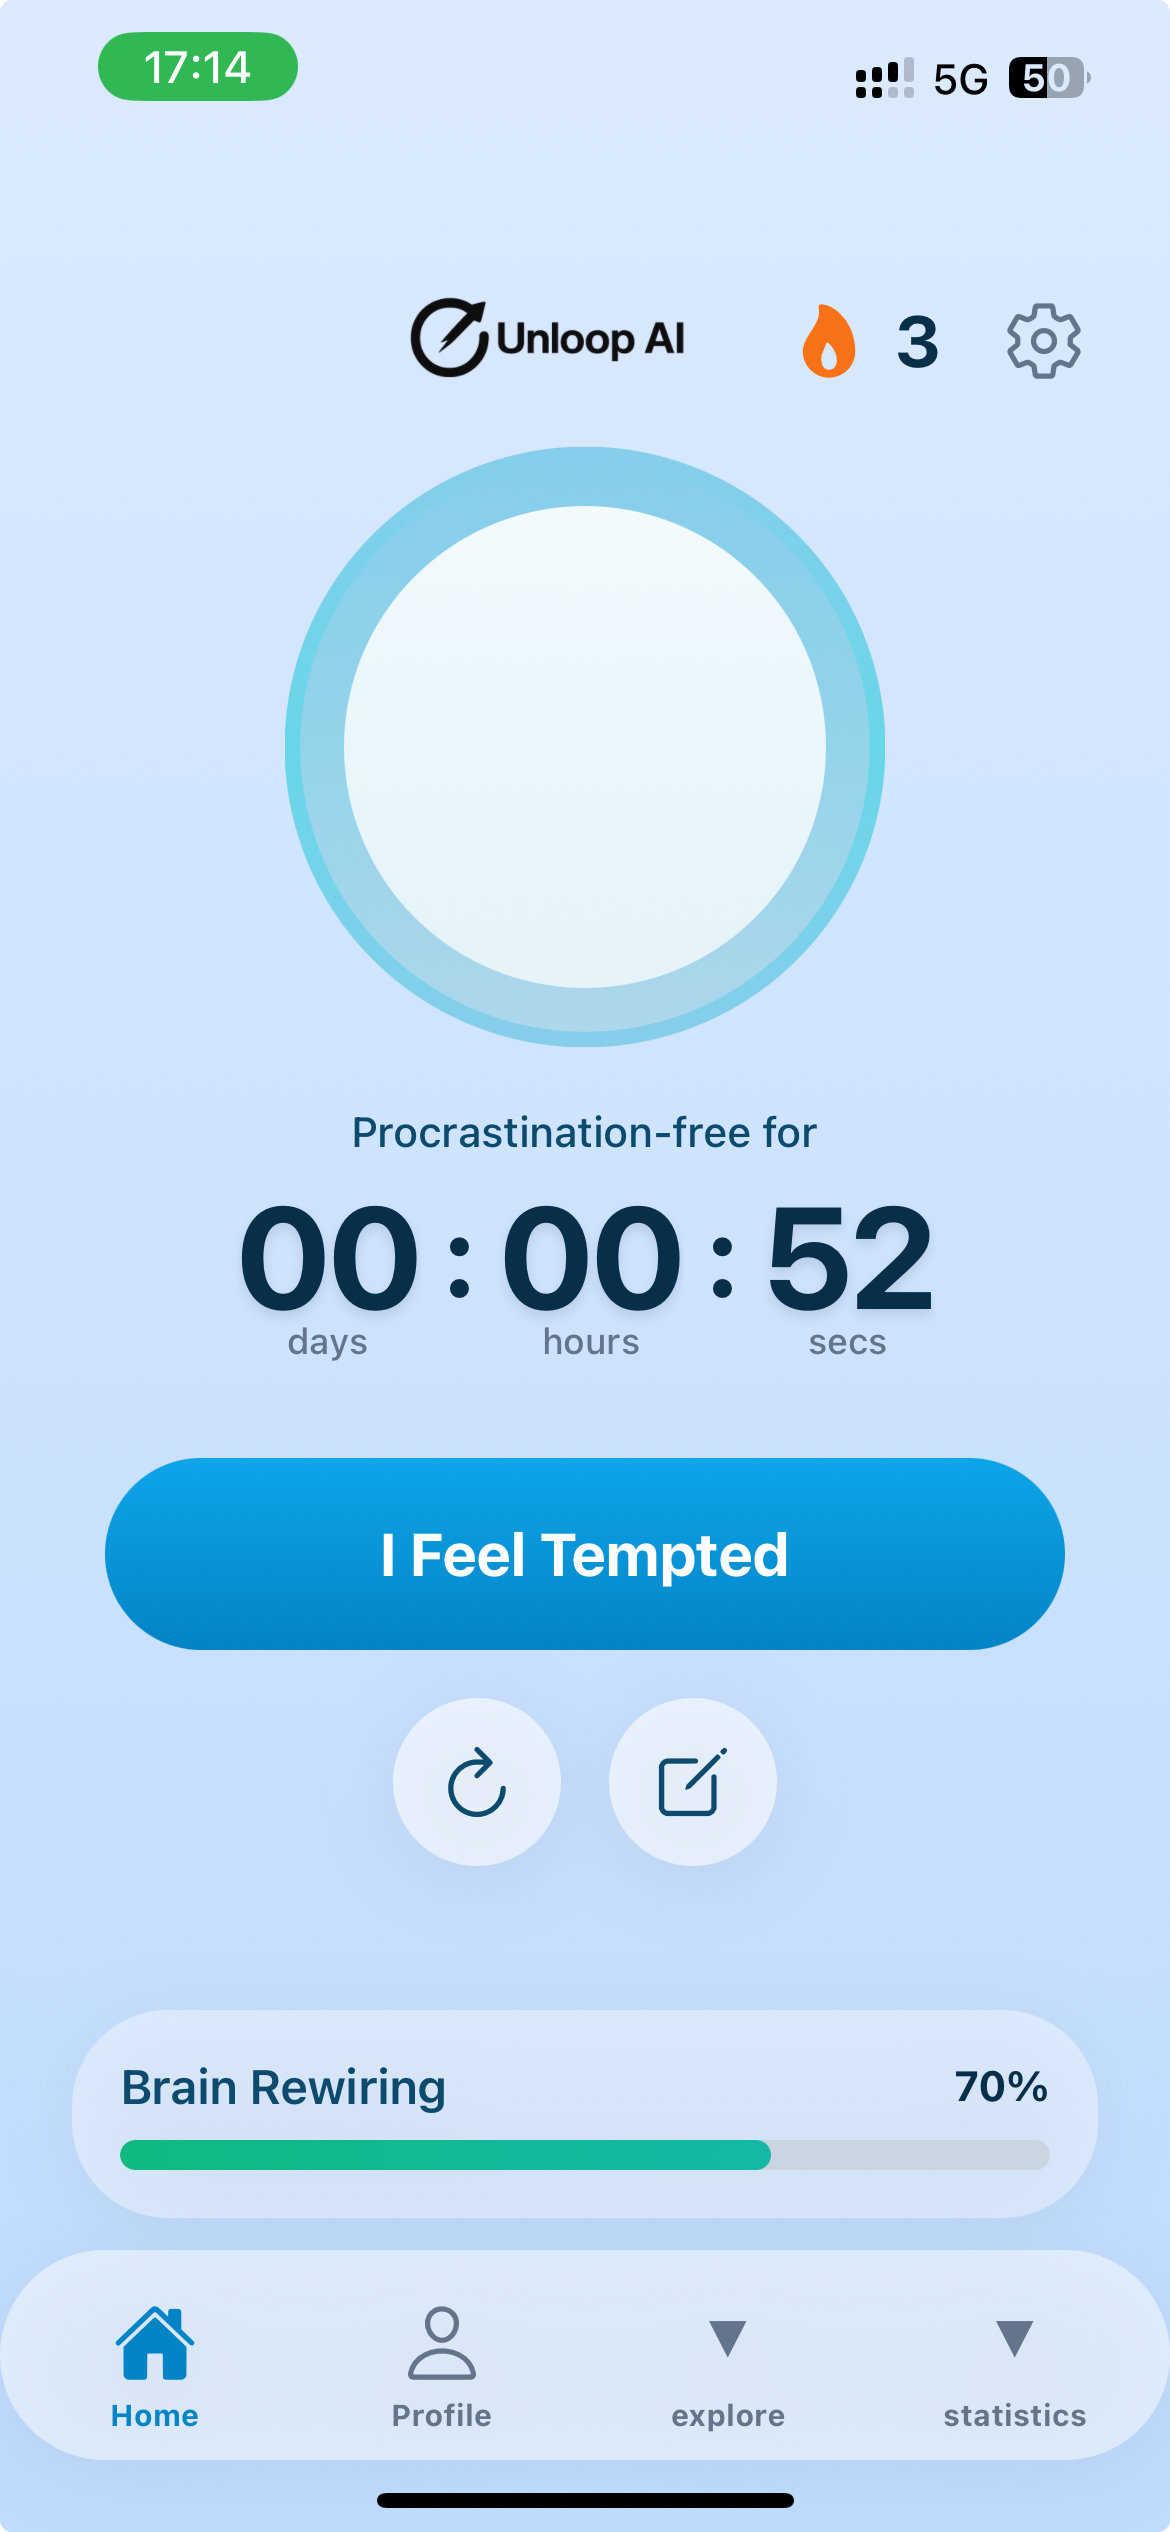 17:14
5G
50
Unloop AI
3
Procrastination-free for
00 : 00 : 52
days hours secs
I Feel Tempted
Brain Rewiring 70%
Home Profile explore statistics